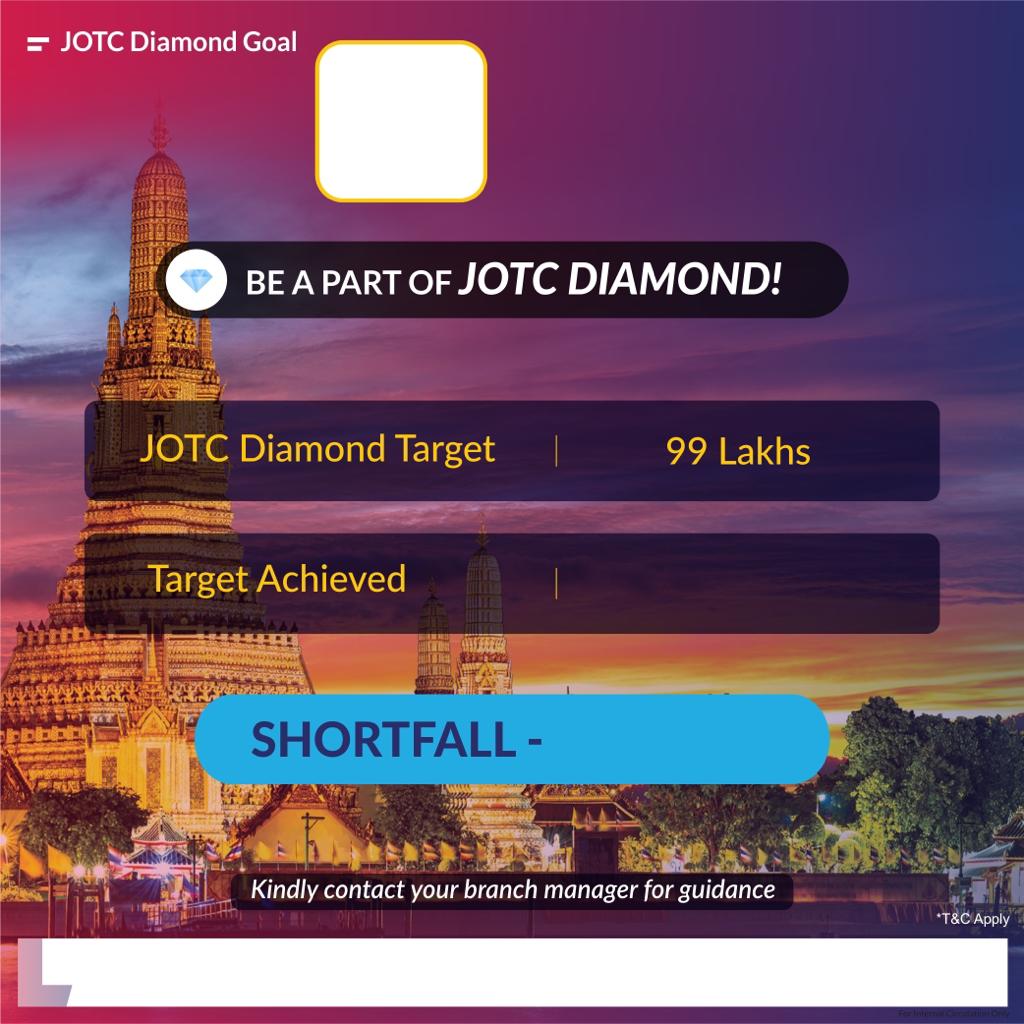 JOTC Diamond Goal
BE A PART OF JOTC DIAMOND!
JOTC Diamond Target | 99 Lakhs
Target Achieved |
SHORTFALL -
Kindly contact your branch manager for guidance
*T&C Apply
For Internal Circulation Only